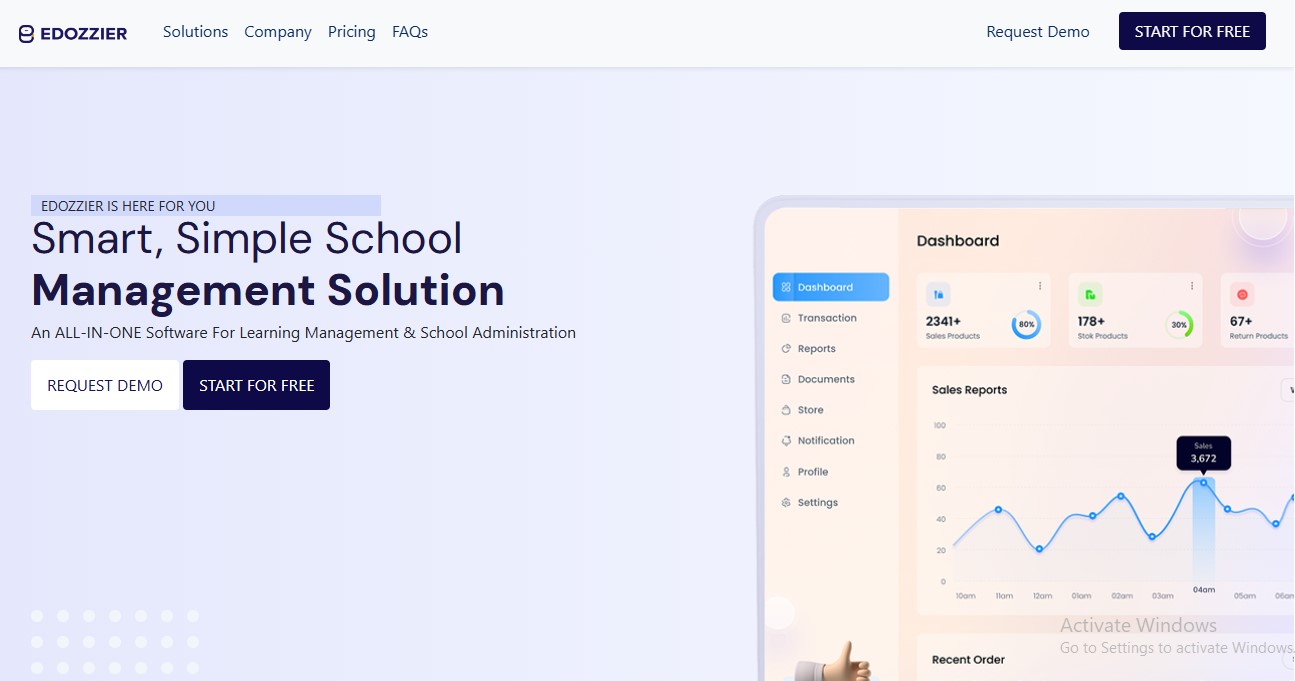 EDOZZIER
Solutions Company Pricing FAQs
Request Demo
START FOR FREE
EDOZZIER IS HERE FOR YOU
Smart, Simple School
Management Solution
An ALL-IN-ONE Software For Learning Management & School Administration
REQUEST DEMO
START FOR FREE
Dashboard
Dashboard
Transaction
Reports
Documents
Store
Notification
Profile
Settings
2341+
Sales Products
80%
178+
Stok Products
30%
67+
Return Products
Sales Reports
100
80
60
40
20
0
Sales
3,672
10am 11am 12am 01am 02am 03am 04am 05am 06am
Recent Order
Activate Windows
Go to Settings to activate Windows.